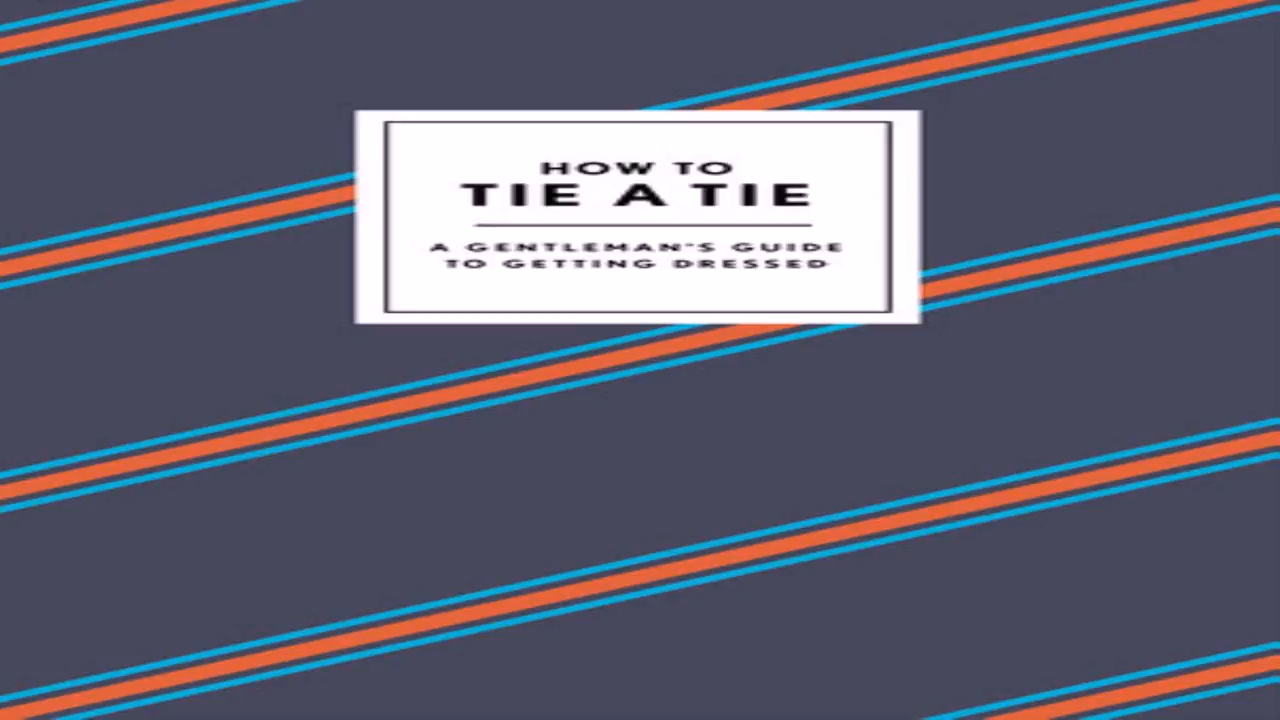 HOW TO
TIE A TIE
A GENTLEMAN'S GUIDE
TO GETTING DRESSED